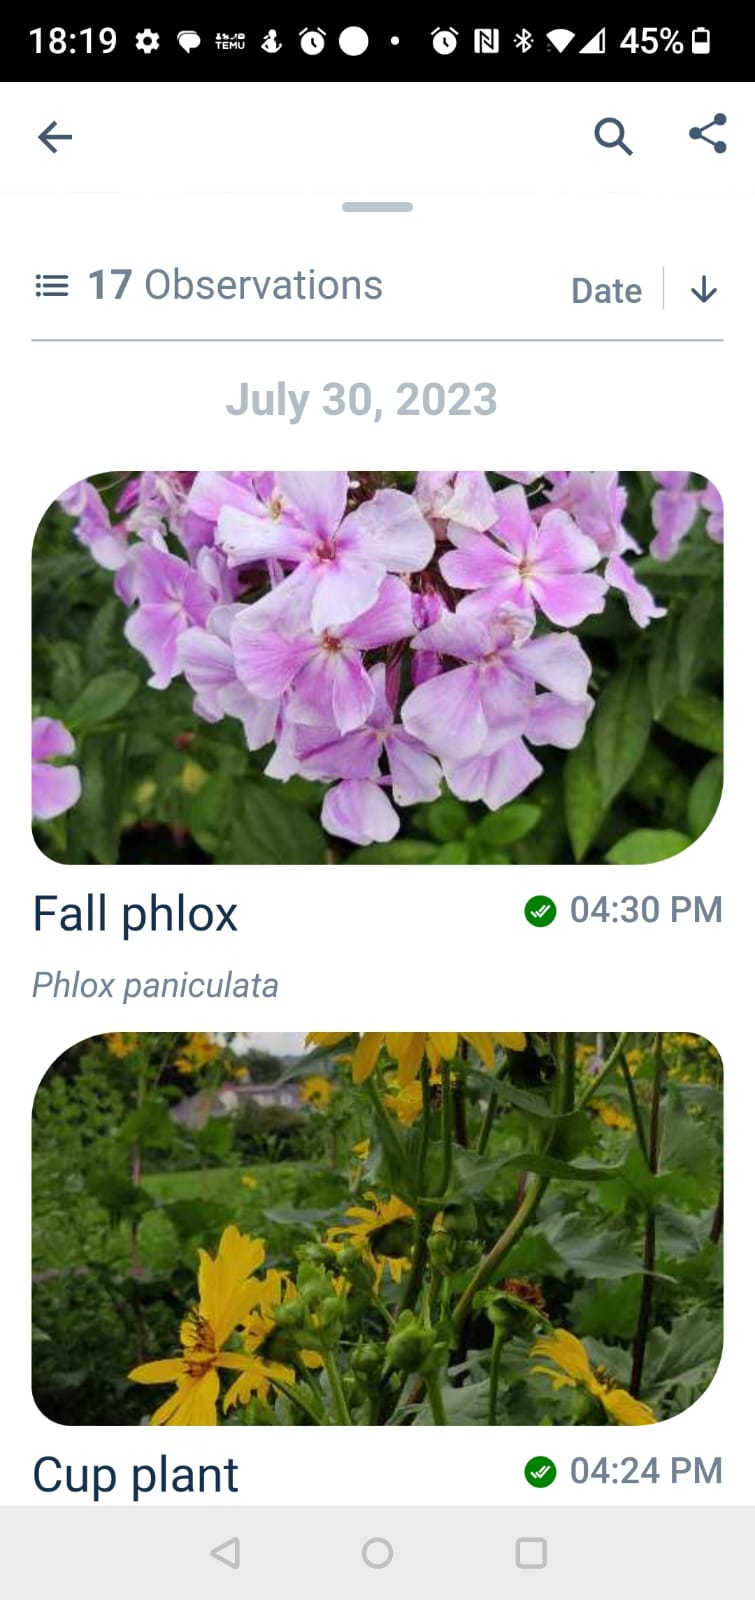 18:19 TEMU 45%
17 Observations Date
July 30, 2023
Fall phlox 04:30 PM
Phlox paniculata
Cup plant 04:24 PM